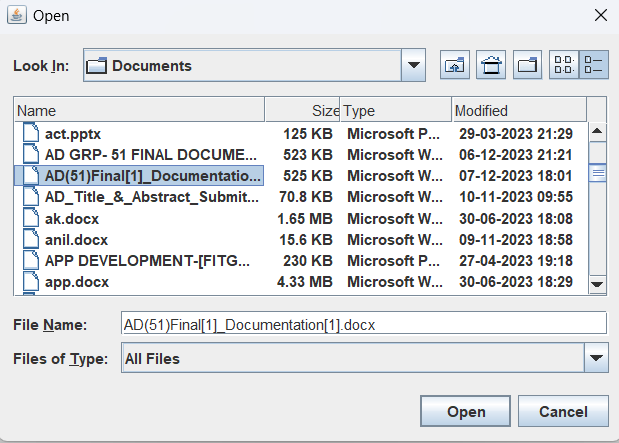 Open
Look In: Documents
Name Size Type Modified
act.pptx 125 KB Microsoft P... 29-03-2023 21:29
AD GRP- 51 FINAL DOCUME... 523 KB Microsoft W... 06-12-2023 21:21
AD(51)Final[1]_Documentatio... 525 KB Microsoft W... 07-12-2023 18:01
AD_Title_&_Abstract_Submit... 70.8 KB Microsoft W... 10-11-2023 09:55
ak.docx 1.65 MB Microsoft W... 30-06-2023 18:08
anil.docx 15.6 KB Microsoft W... 09-11-2023 18:58
APP DEVELOPMENT-[FITG... 230 KB Microsoft P... 27-04-2023 19:18
app.docx 4.33 MB Microsoft W... 30-06-2023 18:29
File Name: AD(51)Final[1]_Documentation[1].docx
Files of Type: All Files
Open Cancel